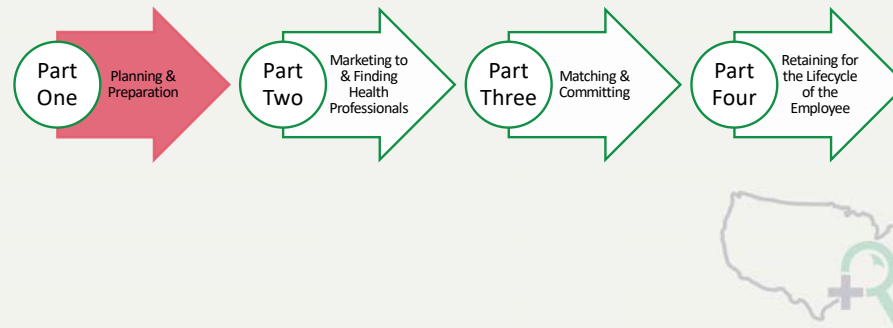 Part
One
Planning &
Preparation
Part
Two
Marketing to
& Finding
Health
Professionals
Part
Three
Matching &
Committing
Part
Four
Retaining for
the Lifecycle
of the
Employee